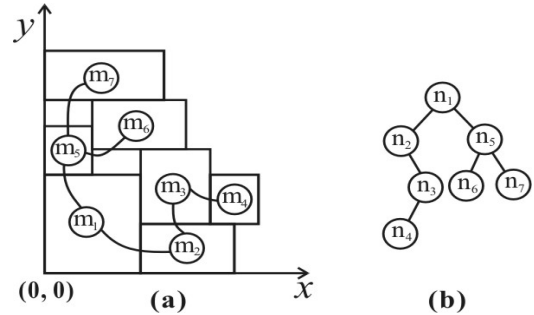 y
m₇
m₆
m₅
m₃
m₄
m₁
m₂
(0, 0)
(a)
x
n₁
n₂
n₅
n₃
n₆
n₇
n₄
(b)